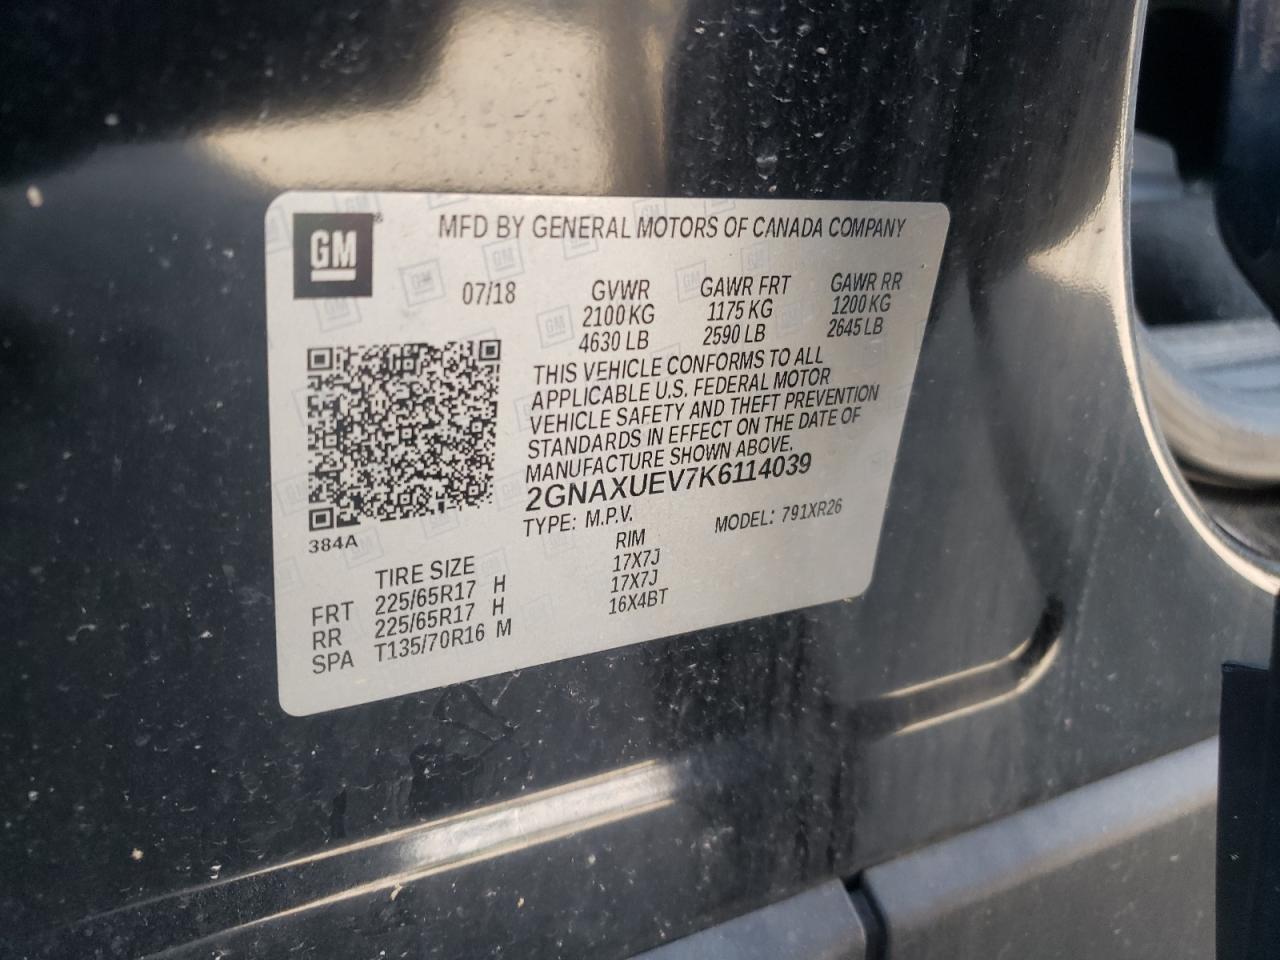 GM
MFD BY GENERAL MOTORS OF CANADA COMPANY
07/18 GVWR GAWR FRT GAWR RR
2100 KG 1175 KG 1200 KG
4630 LB 2590 LB 2645 LB
THIS VEHICLE CONFORMS TO ALL
APPLICABLE U.S. FEDERAL MOTOR
VEHICLE SAFETY AND THEFT PREVENTION
STANDARDS IN EFFECT ON THE DATE OF
MANUFACTURE SHOWN ABOVE.
2GNAXUEV7K6114039
TYPE: M.P.V. MODEL: 791XR26
384A
TIRE SIZE RIM
FRT 225/65R17 H 17X7J
RR 225/65R17 H 17X7J
SPA T135/70R16 M 16X4BT